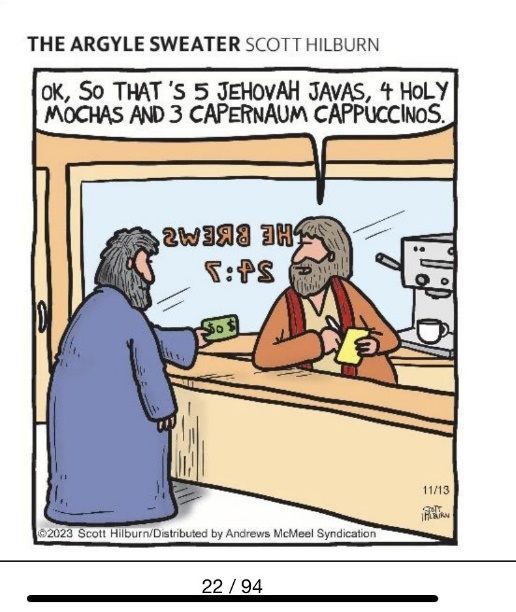 THE ARGYLE SWEATER SCOTT HILBURN
OK, SO THAT'S 5 JEHOVAH JAVAS, 4 HOLY
MOCHAS AND 3 CAPERNAUM CAPPUCCINOS.
HE BREWS
24:7
$0$
11/13
SCOTT
HILBURN
©2023 Scott Hilburn/Distributed by Andrews McMeel Syndication
22 / 94